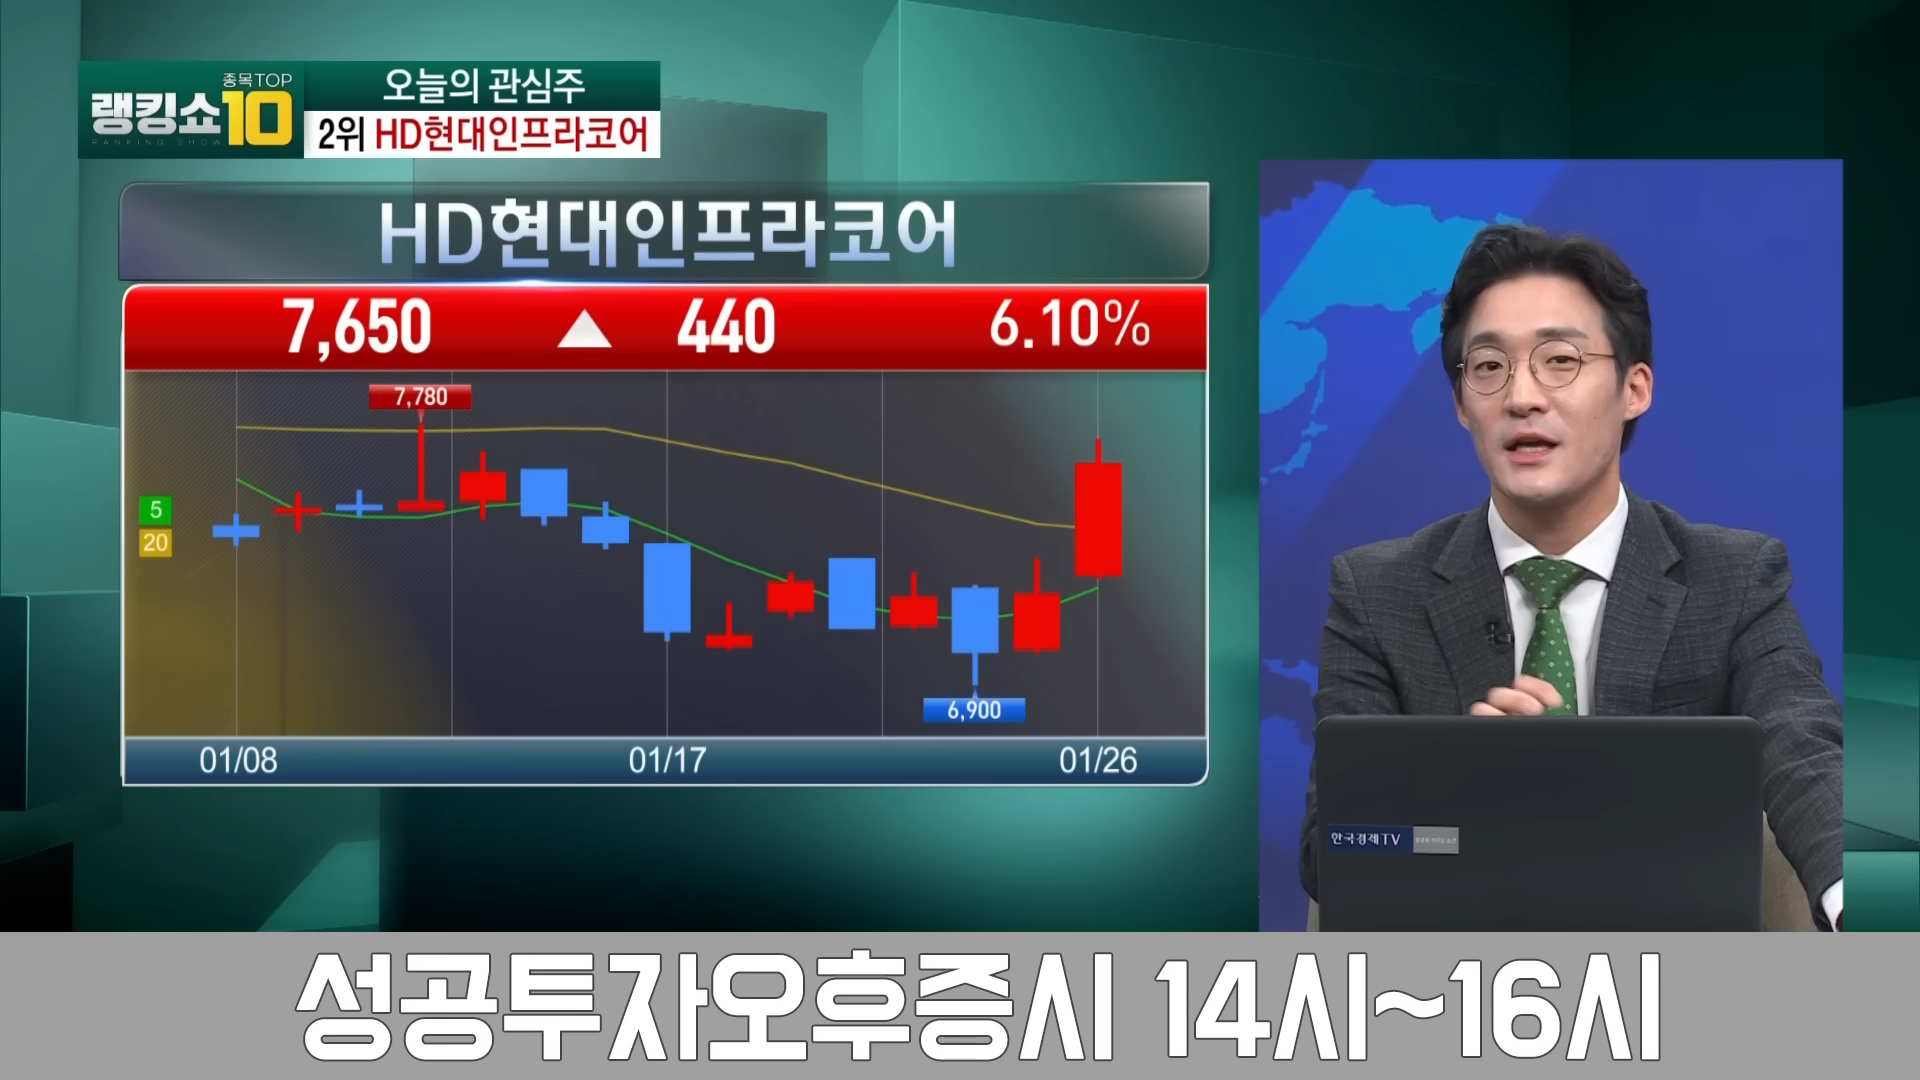 종목TOP
랭킹쇼10
RANKING SHOW
오늘의 관심주
2위 HD현대인프라코어
HD현대인프라코어
7,650 ▲ 440 6.10%
7,780
5
20
6,900
01/08 01/17 01/26
한국경제TV
성공투자오후증시 14시~16시